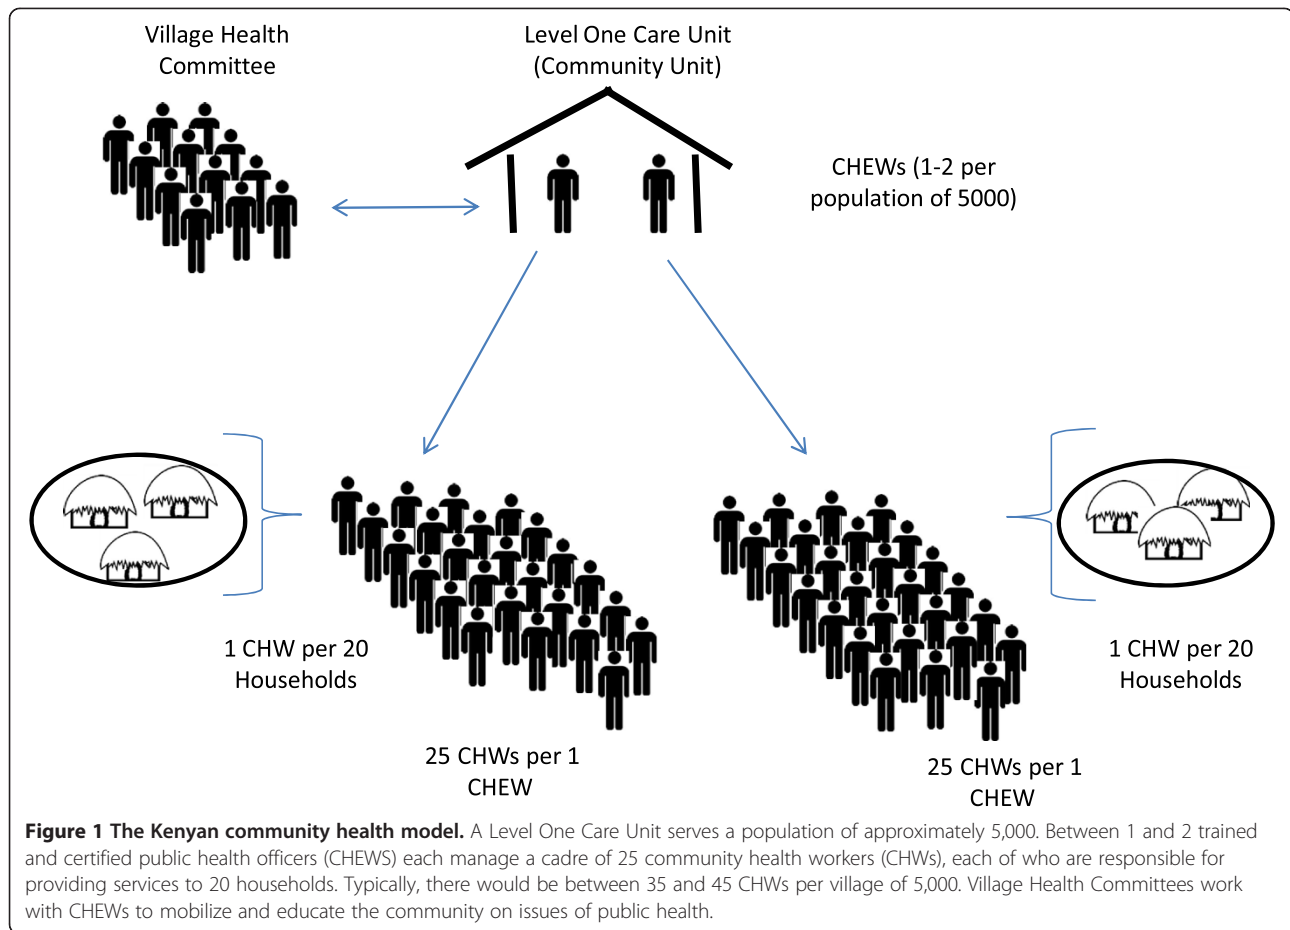 Village Health
Committee
Level One Care Unit
(Community Unit)
CHEWs (1-2 per
population of 5000)
1 CHW per 20
Households
1 CHW per 20
Households
25 CHWs per 1
CHEW
25 CHWs per 1
CHEW
Figure 1 The Kenyan community health model. A Level One Care Unit serves a population of approximately 5,000. Between 1 and 2 trained
and certified public health officers (CHEWS) each manage a cadre of 25 community health workers (CHWs), each of who are responsible for
providing services to 20 households. Typically, there would be between 35 and 45 CHWs per village of 5,000. Village Health Committees work
with CHEWs to mobilize and educate the community on issues of public health.